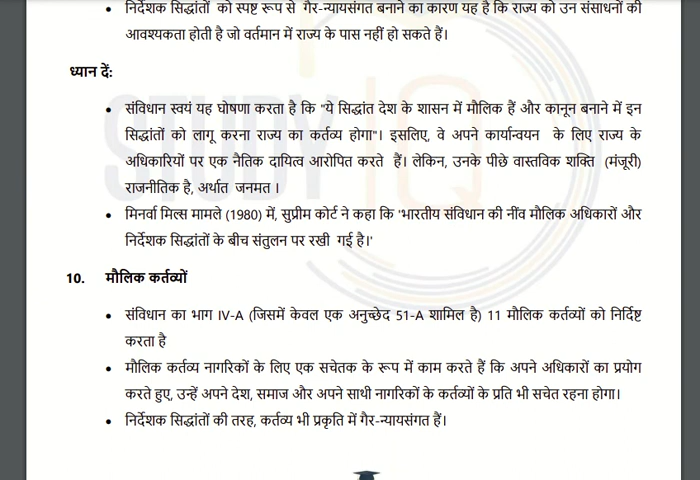 • निर्देशक सिद्धांतों को स्पष्ट रूप से गैर-न्यायसंगत बनाने का कारण यह है कि राज्य को उन संसाधनों की
आवश्यकता होती है जो वर्तमान में राज्य के पास नहीं हो सकते हैं।
ध्यान दें:
• संविधान स्वयं यह घोषणा करता है कि "ये सिद्धांत देश के शासन में मौलिक हैं और कानून बनाने में इन
सिद्धांतों को लागू करना राज्य का कर्तव्य होगा"। इसलिए, वे अपने कार्यान्वयन के लिए राज्य के
अधिकारियों पर एक नैतिक दायित्व आरोपित करते हैं। लेकिन, उनके पीछे वास्तविक शक्ति (मंजूरी)
राजनीतिक है, अर्थात जनमत ।
• मिनर्वा मिल्स मामले (1980) में, सुप्रीम कोर्ट ने कहा कि 'भारतीय संविधान की नींव मौलिक अधिकारों और
निर्देशक सिद्धांतों के बीच संतुलन पर रखी गई है।'
10. मौलिक कर्तव्यों
• संविधान का भाग IV-A (जिसमें केवल एक अनुच्छेद 51-A शामिल है) 11 मौलिक कर्तव्यों को निर्दिष्ट
करता है
• मौलिक कर्तव्य नागरिकों के लिए एक सचेतक के रूप में काम करते हैं कि अपने अधिकारों का प्रयोग
करते हुए, उन्हें अपने देश, समाज और अपने साथी नागरिकों के कर्तव्यों के प्रति भी सचेत रहना होगा।
• निर्देशक सिद्धांतों की तरह, कर्तव्य भी प्रकृति में गैर-न्यायसंगत हैं।
STUDY IQ